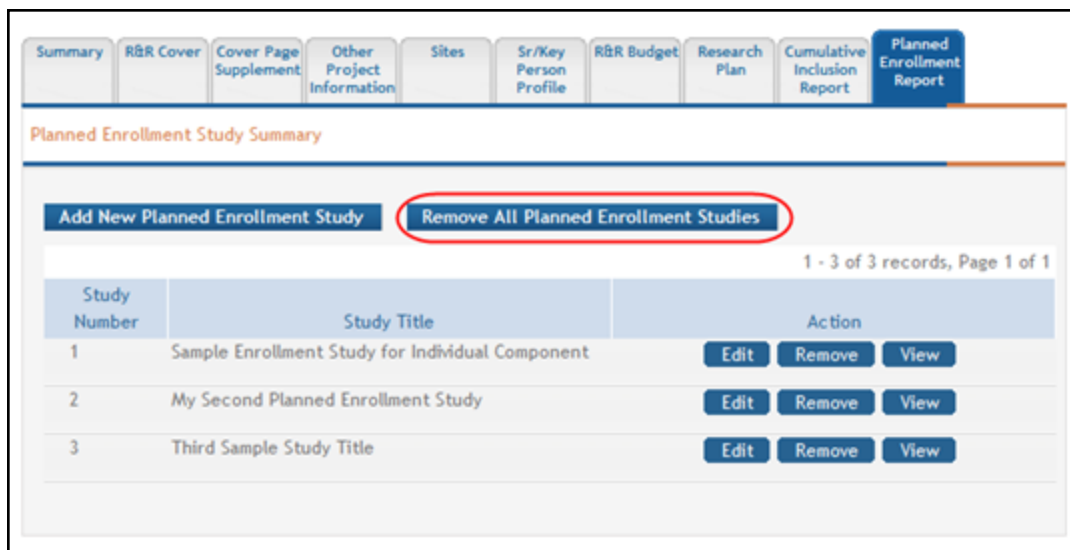 Summary
R&R Cover
Cover Page
Supplement
Other
Project
Information
Sites
Sr/Key
Person
Profile
R&R Budget
Research
Plan
Cumulative
Inclusion
Report
Planned
Enrollment
Report
Planned Enrollment Study Summary
Add New Planned Enrollment Study
Remove All Planned Enrollment Studies
1 - 3 of 3 records, Page 1 of 1
Study
Number
Study Title
Action
1 Sample Enrollment Study for Individual Component Edit Remove View
2 My Second Planned Enrollment Study Edit Remove View
3 Third Sample Study Title Edit Remove View